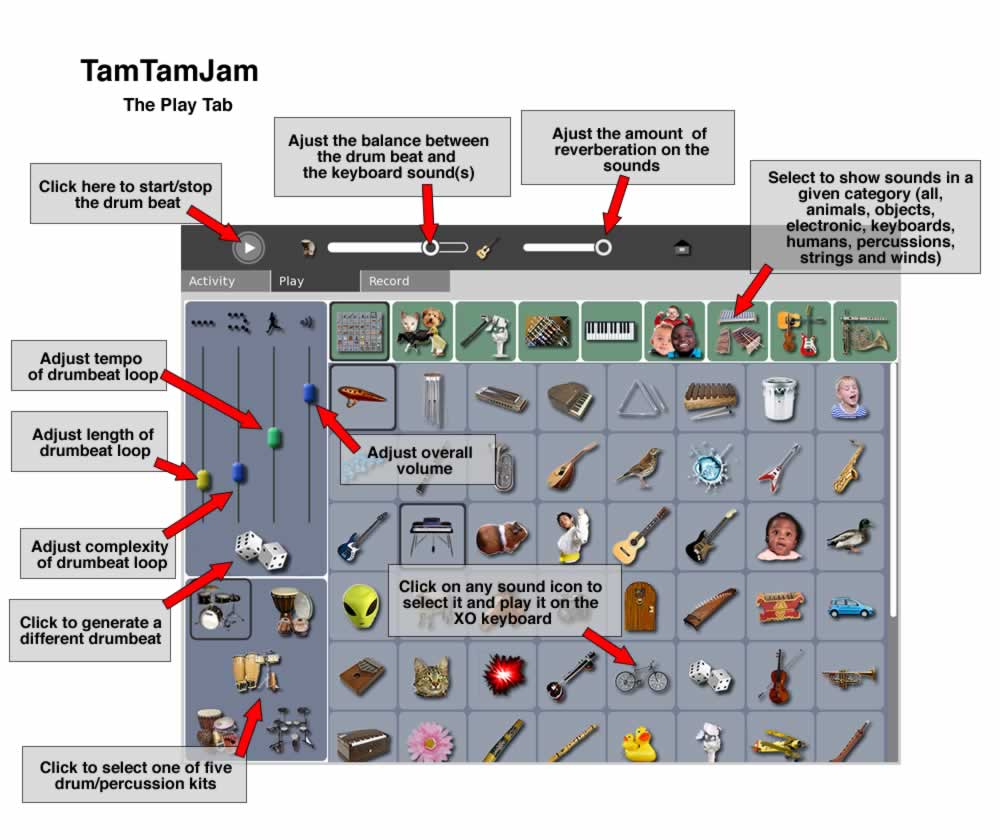 TamTamJam
The Play Tab
Ajust the balance between
the drum beat and
the keyboard sound(s)
Ajust the amount of
reverberation on the
sounds
Click here to start/stop
the drum beat
Select to show sounds in a
given category (all,
animals, objects,
electronic, keyboards,
humans, percussions,
strings and winds)
Activity
Play
Record
Adjust tempo
of drumbeat loop
Adjust length of
drumbeat loop
Adjust overall
volume
Adjust complexity
of drumbeat loop
Click on any sound icon to
select it and play it on the
XO keyboard
Click to generate a
different drumbeat
Click to select one of five
drum/percussion kits